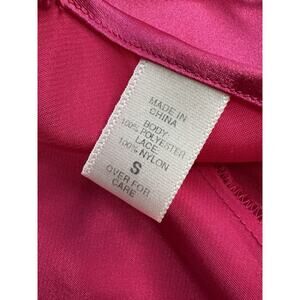 MADE IN
CHINA
BODY:
100% POLYESTER
LACE:
100% NYLON
S
OVER FOR
CARE